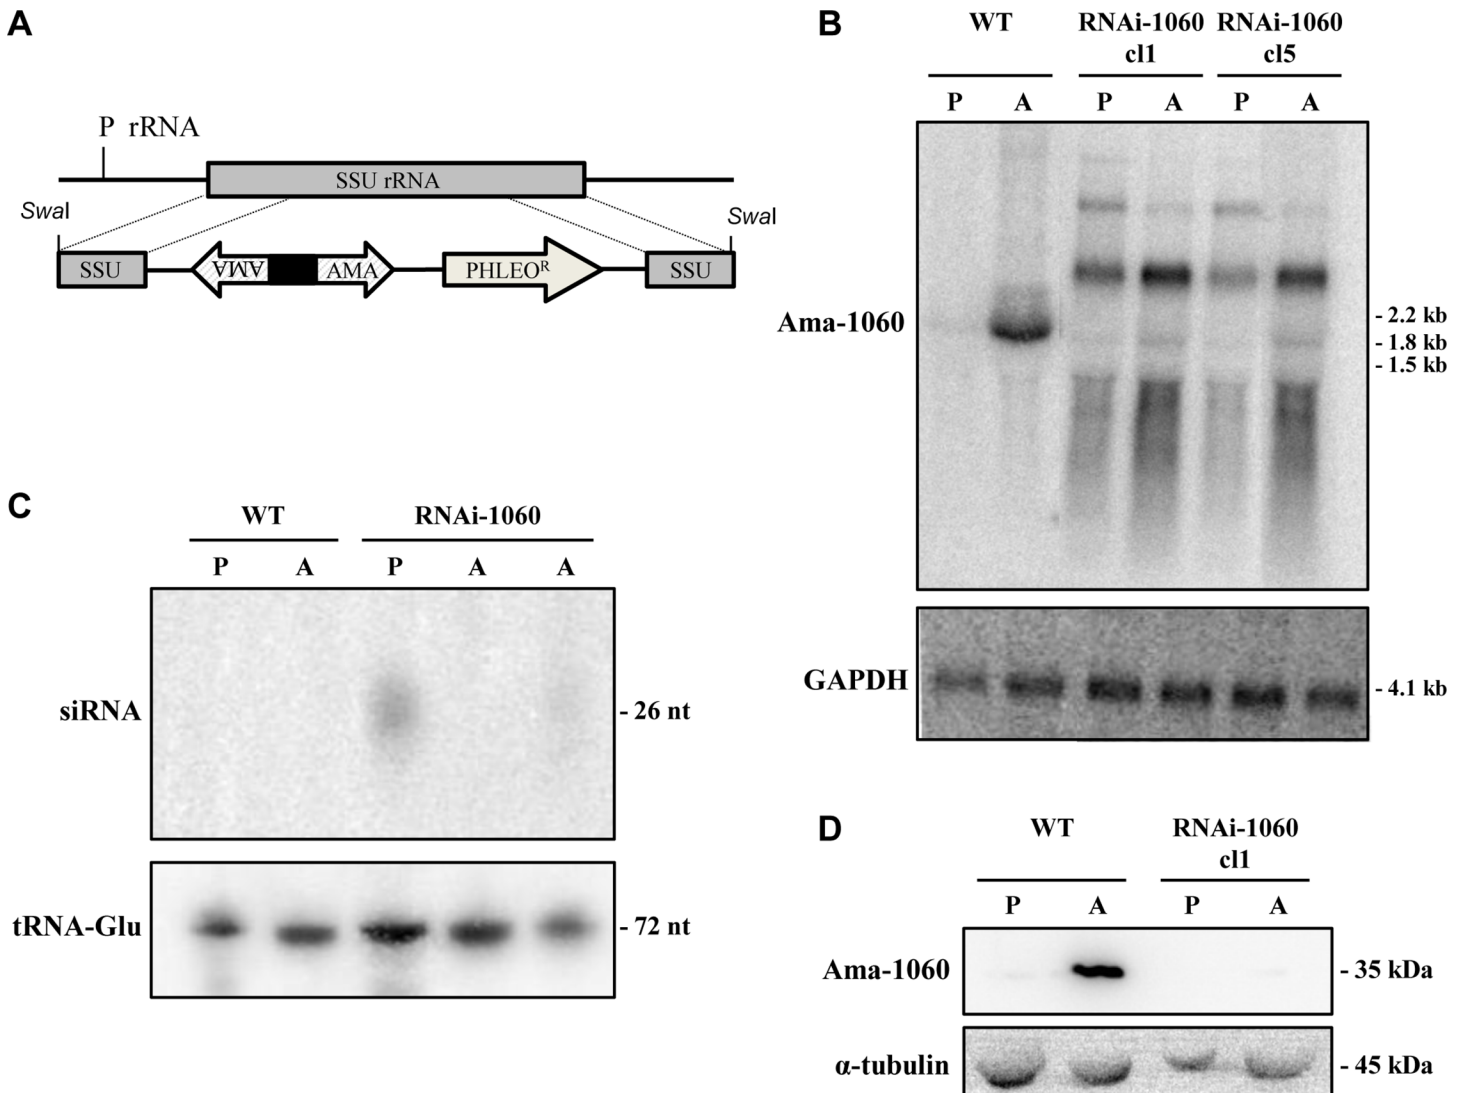 A
P rRNA
SSU rRNA
SwaI
SwaI
SSU
AMA
AMA
PHLEOR
SSU
B
WT
RNAi-1060
cl1
RNAi-1060
cl5
P
A
P
A
P
A
Ama-1060
- 2.2 kb
- 1.8 kb
- 1.5 kb
GAPDH
- 4.1 kb
C
WT
RNAi-1060
P
A
P
A
A
siRNA
- 26 nt
tRNA-Glu
- 72 nt
D
WT
RNAi-1060
cl1
P
A
P
A
Ama-1060
- 35 kDa
α-tubulin
- 45 kDa